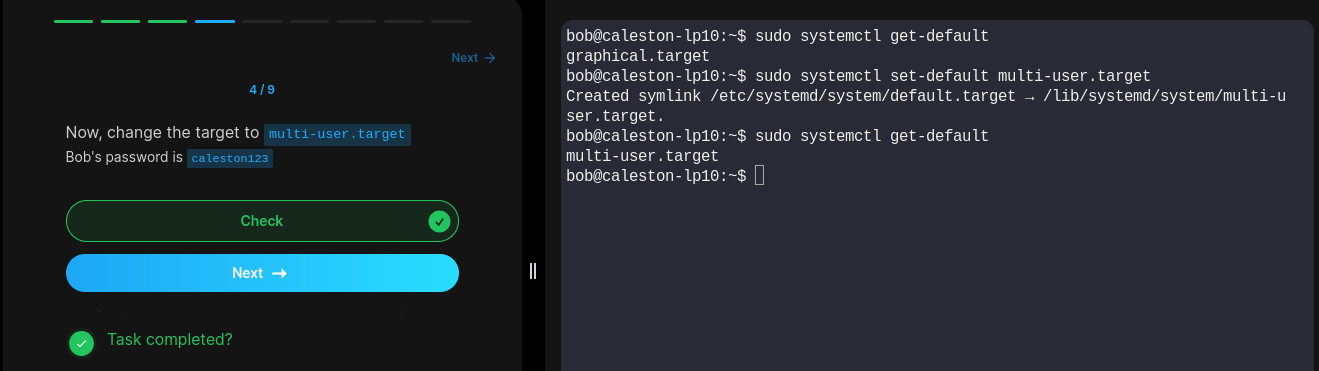 Next →
4 / 9
Now, change the target to multi-user.target
Bob's password is caleston123
Check
Next →
Task completed?
bob@caleston-lp10:~$ sudo systemctl get-default
graphical.target
bob@caleston-lp10:~$ sudo systemctl set-default multi-user.target
Created symlink /etc/systemd/system/default.target → /lib/systemd/system/multi-u
ser.target.
bob@caleston-lp10:~$ sudo systemctl get-default
multi-user.target
bob@caleston-lp10:~$